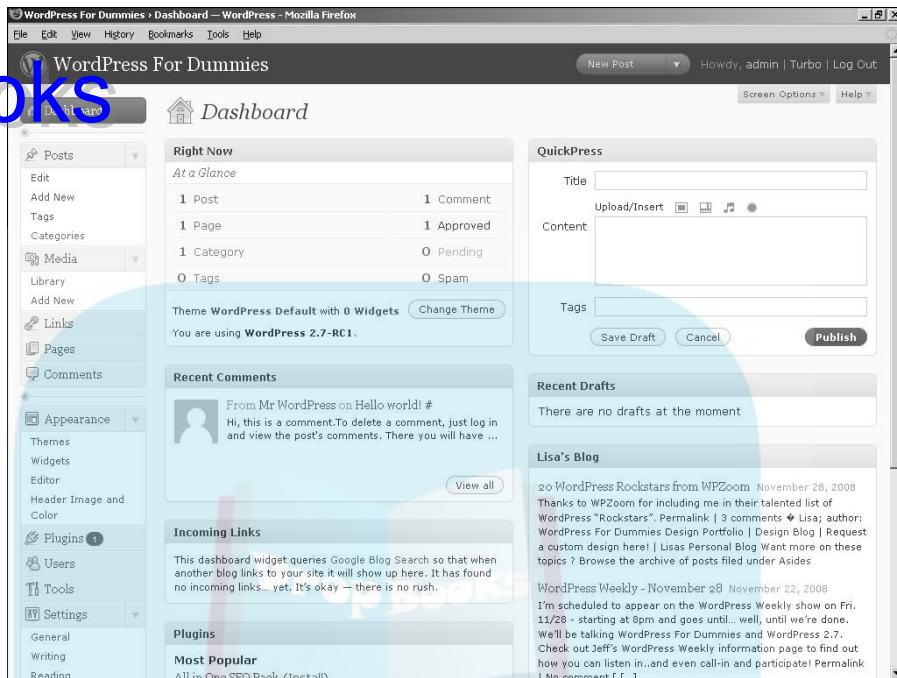 WordPress For Dummies › Dashboard — WordPress - Mozilla Firefox
File Edit View History Bookmarks Tools Help
WordPress For Dummies
New Post
Howdy, admin | Turbo | Log Out
oks
Dashboard
Screen Options
Help
Dashboard
Posts
Edit
Add New
Tags
Categories
Media
Library
Add New
Links
Pages
Comments
Appearance
Themes
Widgets
Editor
Header Image and
Color
Plugins 1
Users
Tools
Settings
General
Writing
Reading
Right Now
At a Glance
1 Post 1 Comment
1 Page 1 Approved
1 Category 0 Pending
0 Tags 0 Spam
Theme WordPress Default with 0 Widgets
Change Theme
You are using WordPress 2.7-RC1.
Recent Comments
From Mr WordPress on Hello world! #
Hi, this is a comment.To delete a comment, just log in
and view the post's comments. There you will have ...
View all
Incoming Links
This dashboard widget queries Google Blog Search so that when
another blog links to your site it will show up here. It has found
no incoming links... yet. It's okay — there is no rush.
Plugins
Most Popular
All in One SEO Pack (Install)
QuickPress
Title
Upload/Insert
Content
Tags
Save Draft Cancel Publish
Recent Drafts
There are no drafts at the moment
Lisa's Blog
20 WordPress Rockstars from WPZoom November 28, 2008
Thanks to WPZoom for including me in their talented list of
WordPress "Rockstars". Permalink | 3 comments � Lisa; author:
WordPress For Dummies Design Portfolio | Design Blog | Request
a custom design here! | Lisas Personal Blog Want more on these
topics ? Browse the archive of posts filed under Asides
WordPress Weekly - November 28 November 22, 2008
I'm scheduled to appear on the WordPress Weekly show on Fri.
11/28 - starting at 8pm and goes until... well, until we're done.
We'll be talking WordPress For Dummies and WordPress 2.7.
Check out Jeff's WordPress Weekly information page to find out
how you can listen in..and even call-in and participate! Permalink
| No comment [ [...]
Top Books